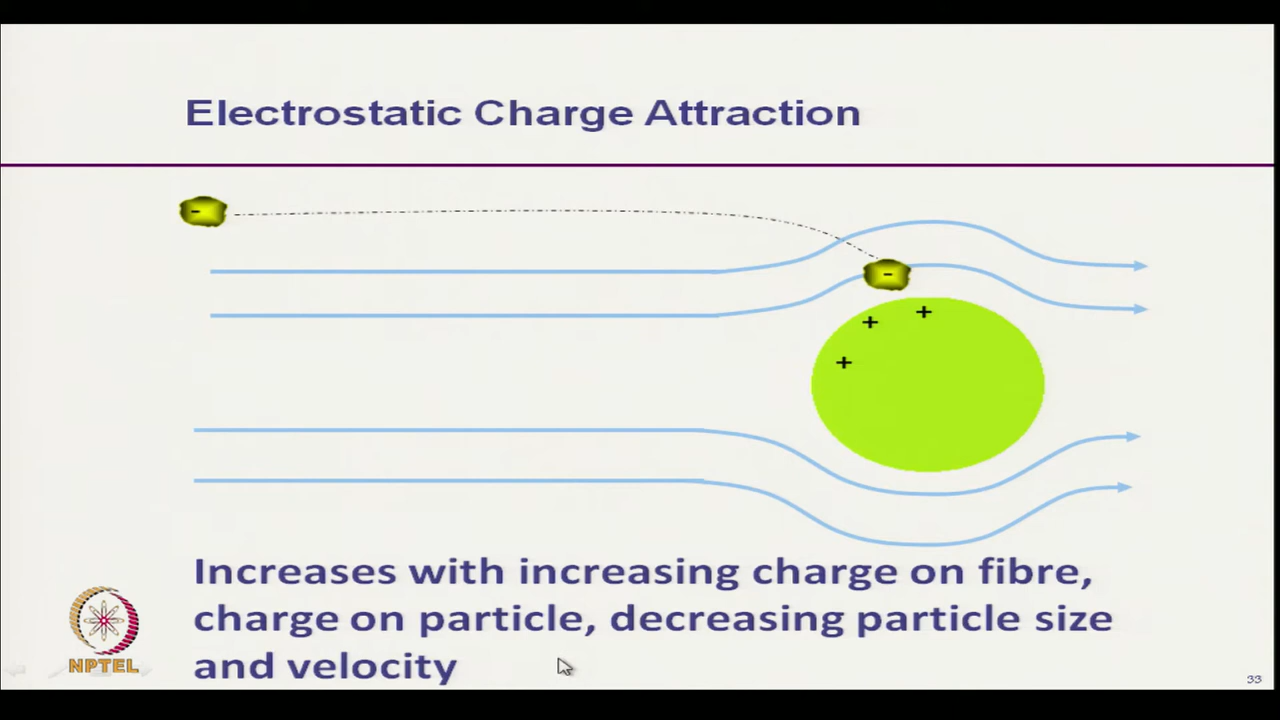 Electrostatic Charge Attraction
-
-
+ +
+
Increases with increasing charge on fibre,
charge on particle, decreasing particle size
and velocity
NPTEL
33